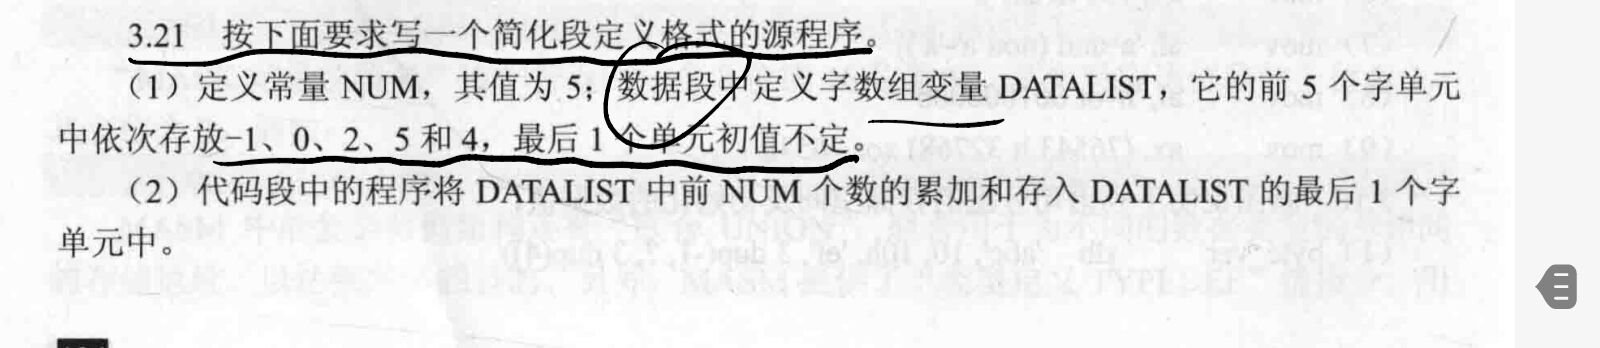 3.21 按下面要求写一个简化段定义格式的源程序。
（1）定义常量 NUM，其值为 5；数据段中定义字数组变量 DATALIST，它的前 5 个字单元
中依次存放-1、0、2、5 和 4，最后 1 个单元初值不定。
（2）代码段中的程序将 DATALIST 中前 NUM 个数的累加和存入 DATALIST 的最后 1 个字
单元中。